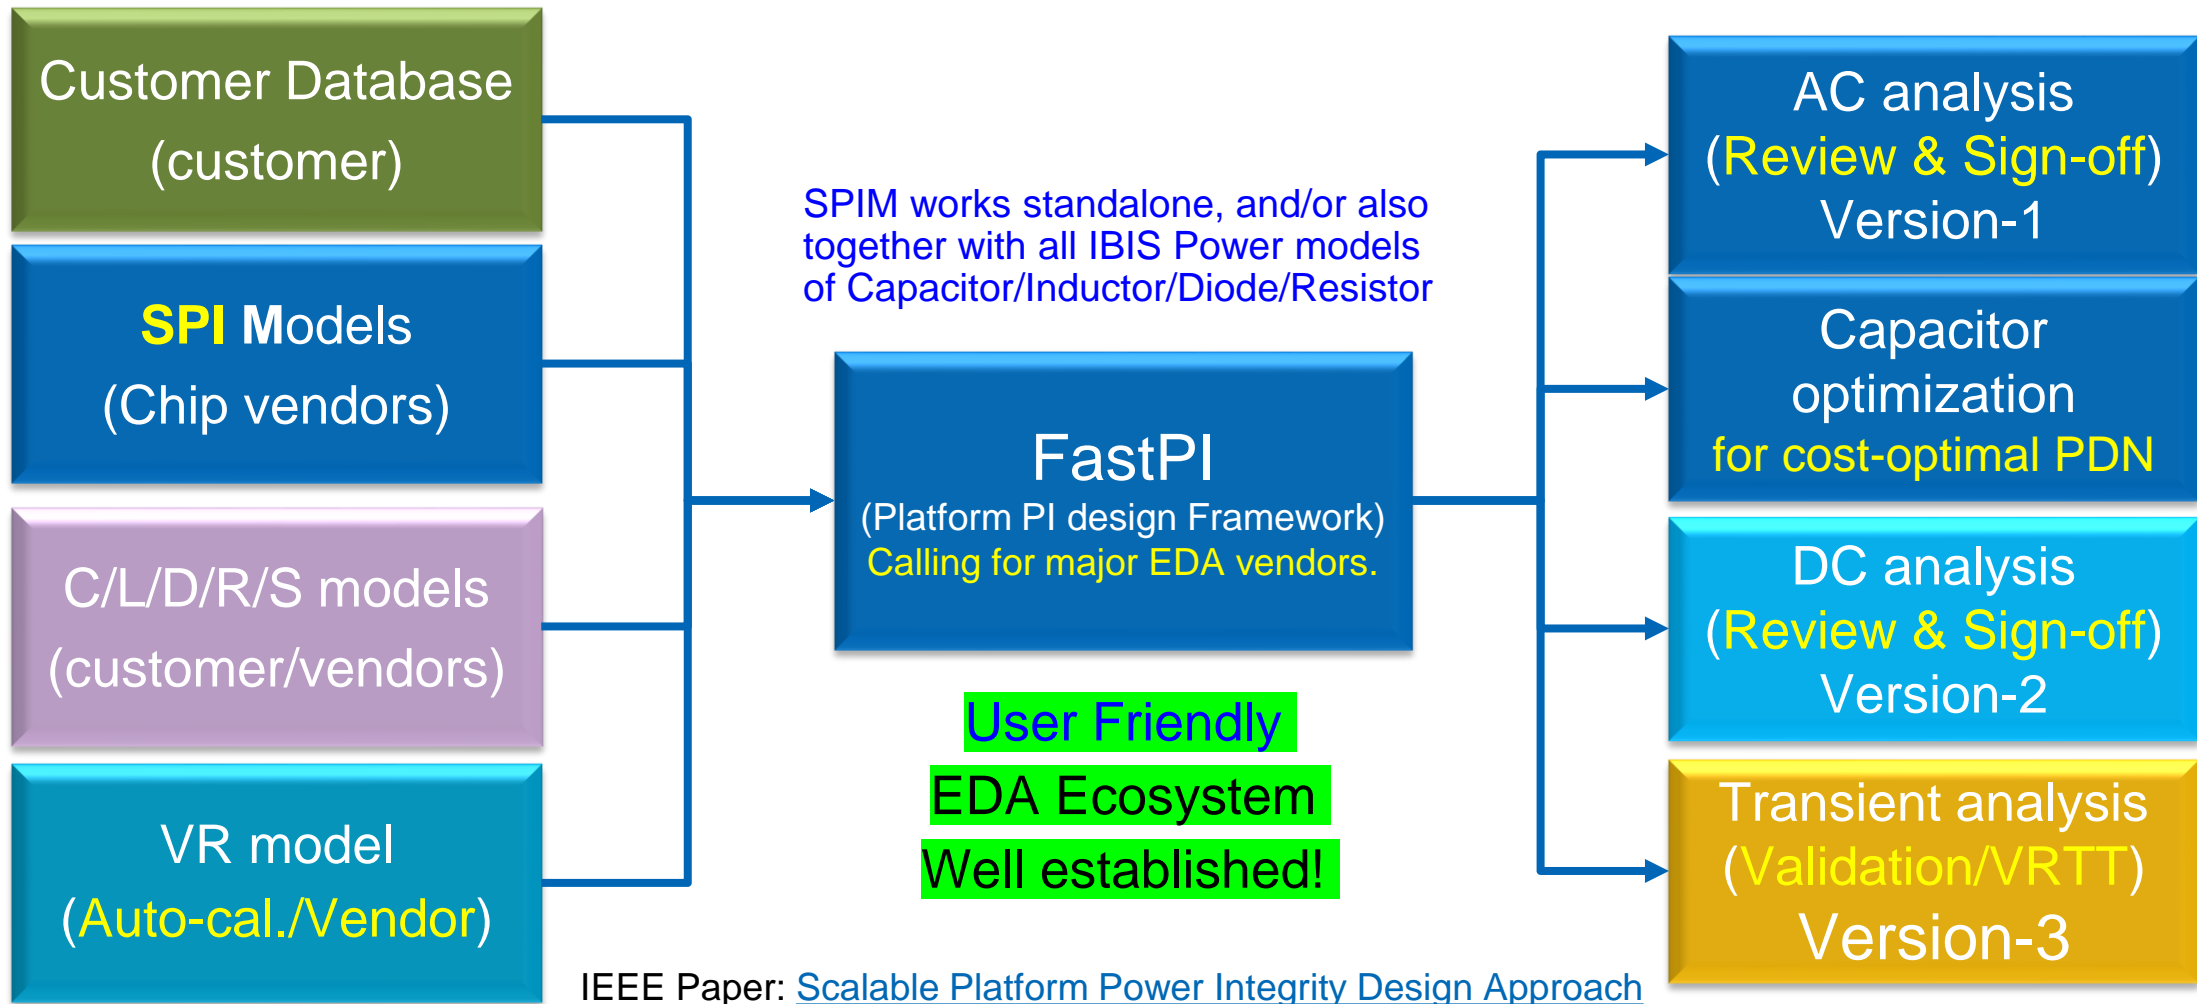 Customer Database
(customer)
SPI Models
(Chip vendors)
C/L/D/R/S models
(customer/vendors)
VR model
(Auto-cal./Vendor)
SPIM works standalone, and/or also
together with all IBIS Power models
of Capacitor/Inductor/Diode/Resistor
FastPI
(Platform PI design Framework)
Calling for major EDA vendors.
User Friendly
EDA Ecosystem
Well established!
AC analysis
(Review & Sign-off)
Version-1
Capacitor
optimization
for cost-optimal PDN
DC analysis
(Review & Sign-off)
Version-2
Transient analysis
(Validation/VRTT)
Version-3
IEEE Paper: Scalable Platform Power Integrity Design Approach